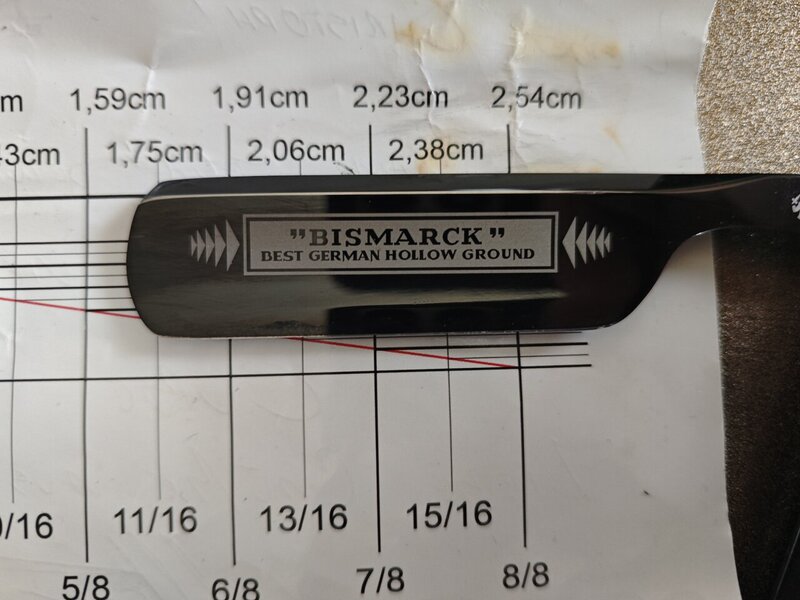 1,59cm 1,91cm 2,23cm 2,54cm
1,75cm 2,06cm 2,38cm
"BISMARCK"
BEST GERMAN HOLLOW GROUND
11/16 13/16 15/16
5/8 6/8 7/8 8/8